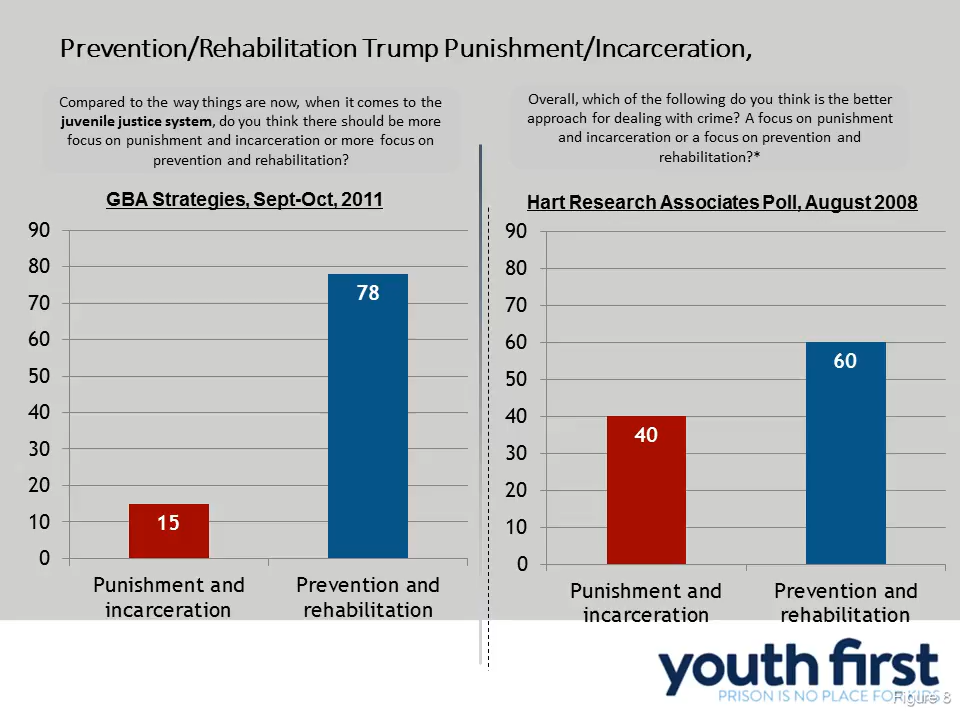 Prevention/Rehabilitation Trump Punishment/Incarceration,
Compared to the way things are now, when it comes to the
juvenile justice system, do you think there should be more
focus on punishment and incarceration or more focus on
prevention and rehabilitation?
GBA Strategies, Sept-Oct, 2011
90
80
70
60
50
40
30
20
10
0
78
15
Punishment and
incarceration
Prevention and
rehabilitation
Overall, which of the following do you think is the better
approach for dealing with crime? A focus on punishment
and incarceration or a focus on prevention and
rehabilitation?*
Hart Research Associates Poll, August 2008
90
80
70
60
50
40
30
20
10
0
60
40
Punishment and
incarceration
Prevention and
rehabilitation
youth first
PRISON IS NO PLACE FOR KIDS
Figure 8